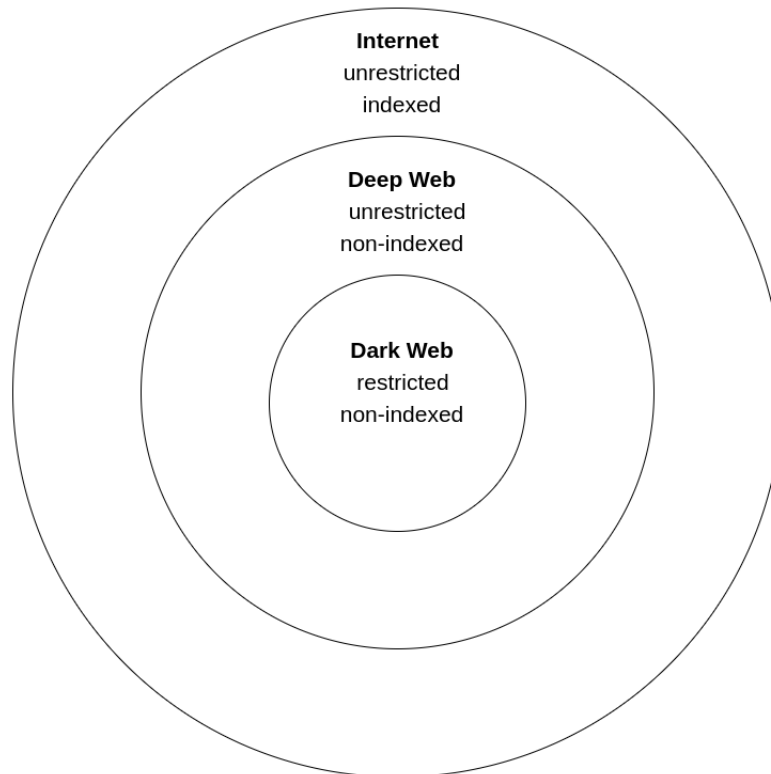 Internet
unrestricted
indexed
Deep Web
unrestricted
non-indexed
Dark Web
restricted
non-indexed